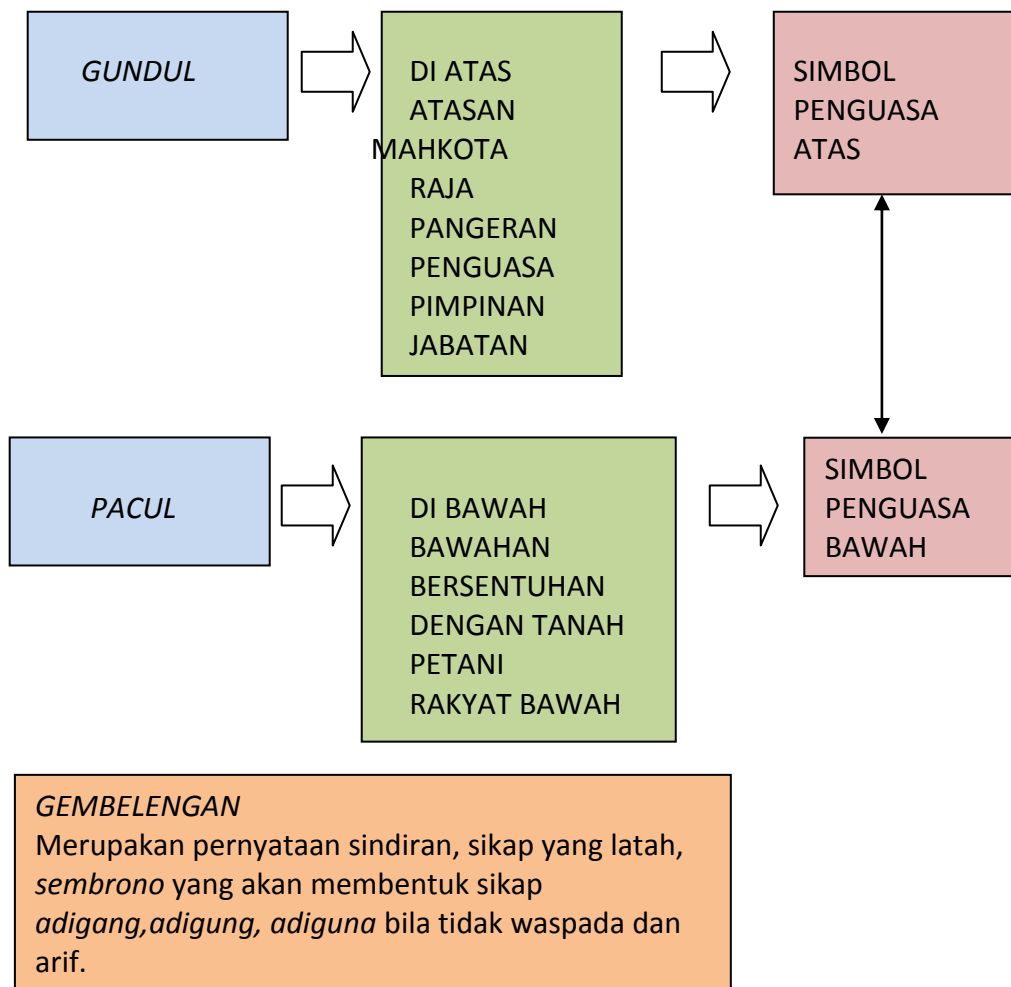 GUNDUL
DI ATAS
ATASAN
MAHKOTA
RAJA
PANGERAN
PENGUASA
PIMPINAN
JABATAN
SIMBOL
PENGUASA
ATAS
PACUL
DI BAWAH
BAWAHAN
BERSENTUHAN
DENGAN TANAH
PETANI
RAKYAT BAWAH
SIMBOL
PENGUASA
BAWAH
GEMBELENGAN
Merupakan pernyataan sindiran, sikap yang latah,
sembrono yang akan membentuk sikap
adigang,adigung, adiguna bila tidak waspada dan
arif.